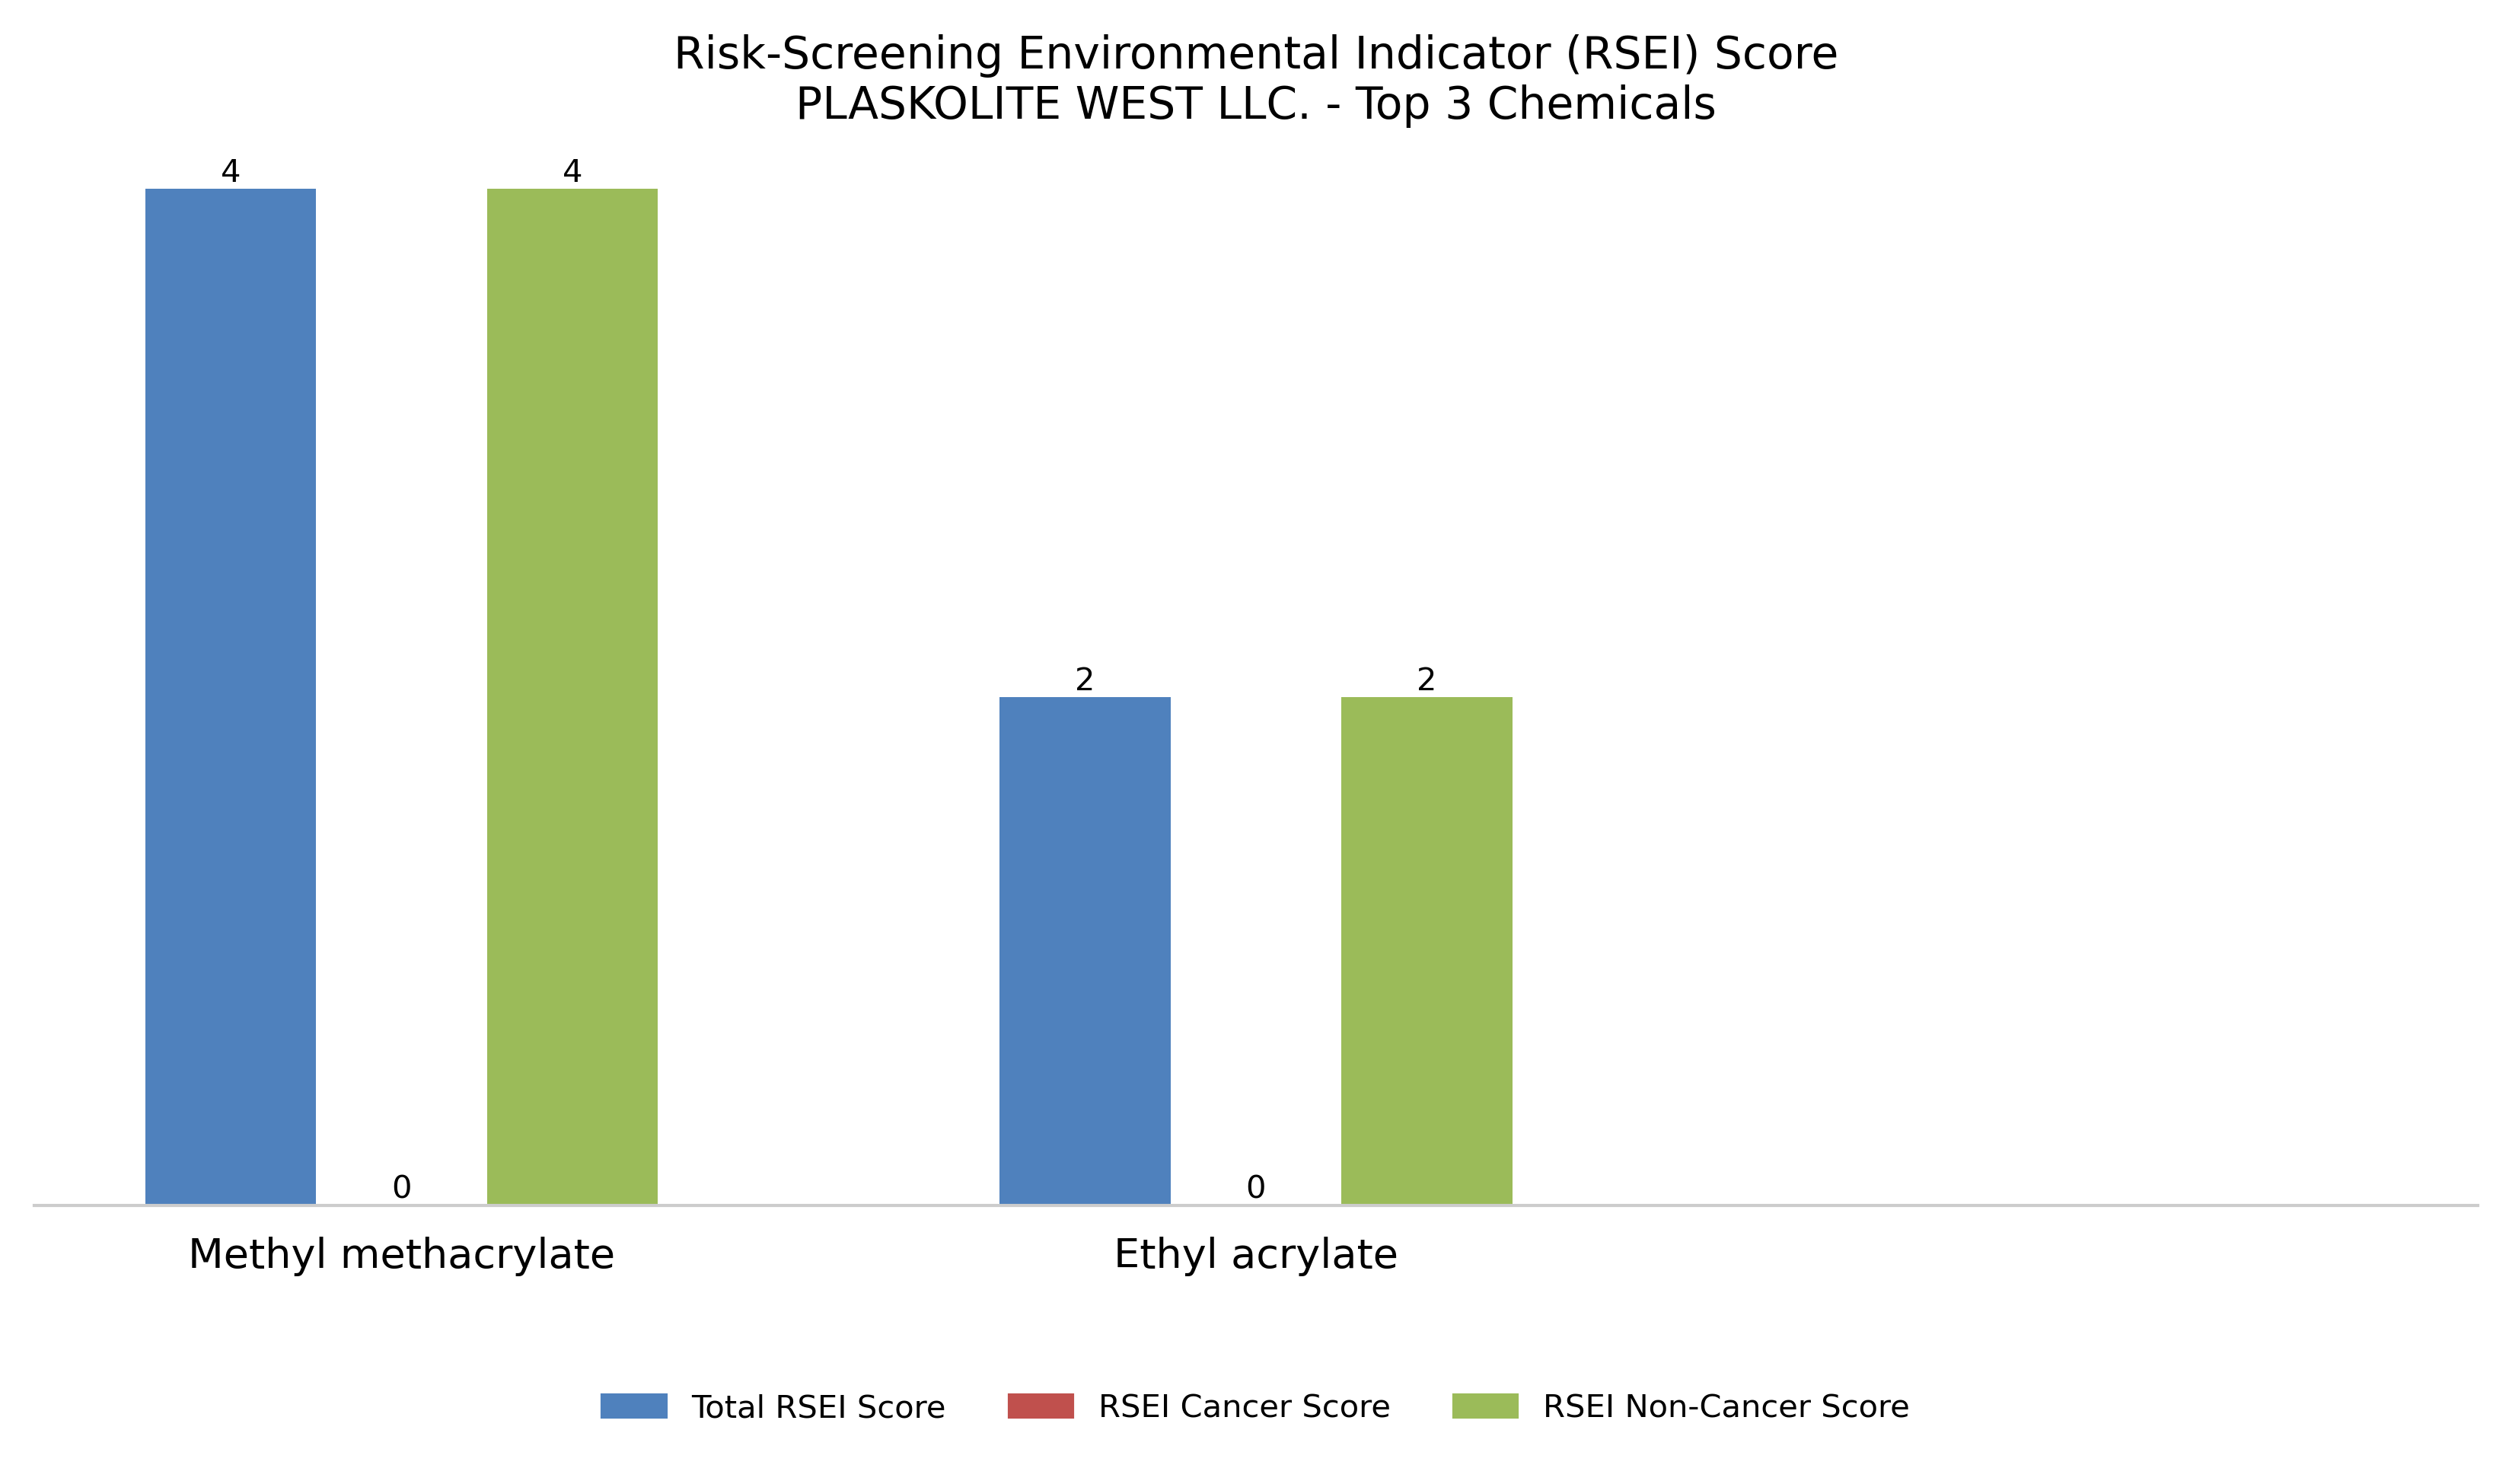 Risk-Screening Environmental Indicator (RSEI) Score
PLASKOLITE WEST LLC. - Top 3 Chemicals
4
4
2
2
0
0
Methyl methacrylate
Ethyl acrylate
Total RSEI Score
RSEI Cancer Score
RSEI Non-Cancer Score